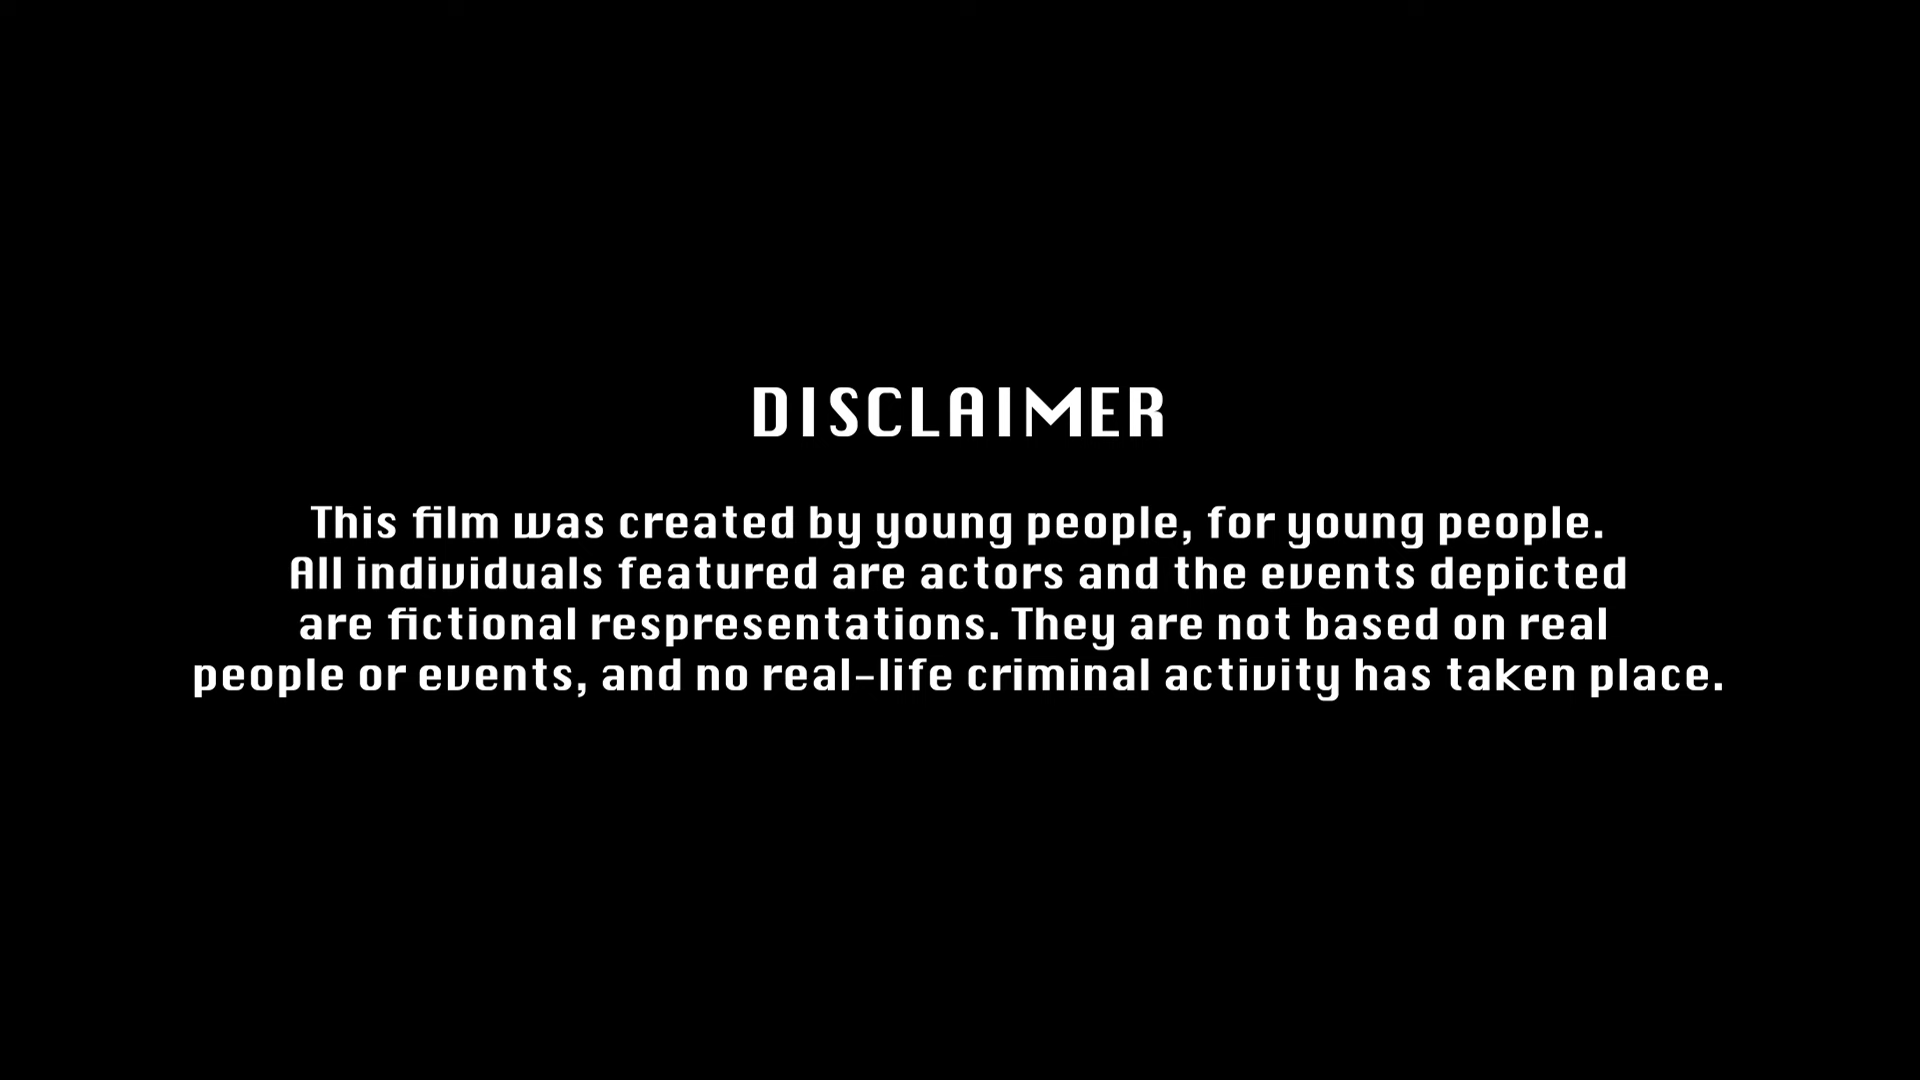 DISCLAIMER
This film was created by young people, for young people.
All individuals featured are actors and the events depicted
are fictional respresentations. They are not based on real
people or events, and no real-life criminal activity has taken place.